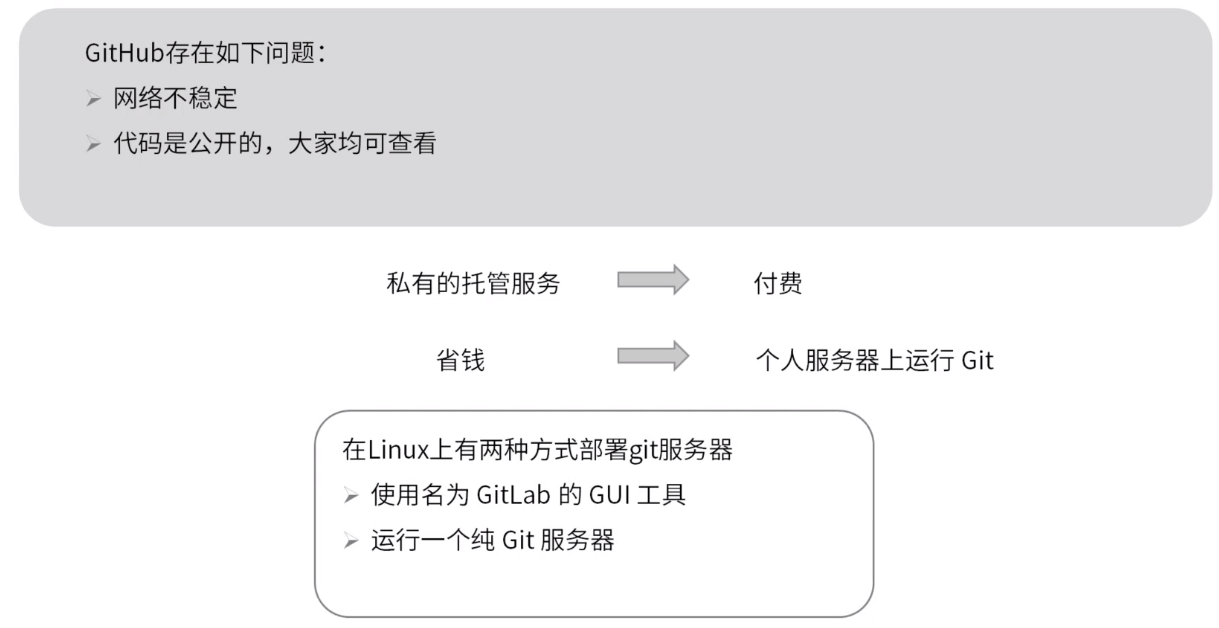 GitHub存在如下问题：
➢ 网络不稳定
➢ 代码是公开的，大家均可查看
私有的托管服务 付费
省钱 个人服务器上运行 Git
在Linux上有两种方式部署git服务器
➢ 使用名为 GitLab 的 GUI 工具
➢ 运行一个纯 Git 服务器